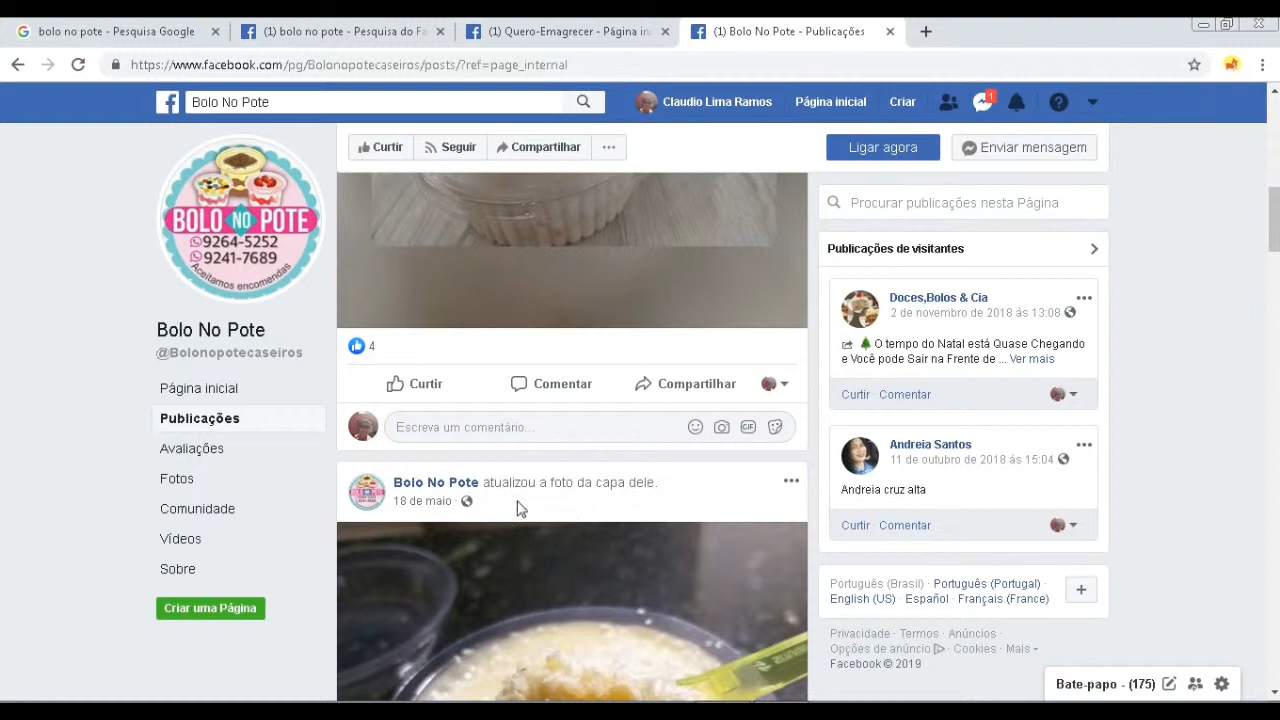 bolo no pote - Pesquisa Google
(1) bolo no pote - Pesquisa do Fa
(1) Quero-Emagrecer - Página in
(1) Bolo No Pote - Publicações
https://www.facebook.com/pg/Bolonopotecaseiros/posts/?ref=page_internal
Bolo No Pote
Claudio Lima Ramos
Página inicial
Criar
1
Curtir
Seguir
Compartilhar
Ligar agora
Enviar mensagem
BOLO NO POTE
9264-5252
9241-7689
Aceitamos encomendas
Bolo No Pote
@Bolonopotecaseiros
Página inicial
Publicações
Avaliações
Fotos
Comunidade
Vídeos
Sobre
Criar uma Página
4
Curtir
Comentar
Compartilhar
Escreva um comentário...
Bolo No Pote atualizou a foto da capa dele.
18 de maio ·
Procurar publicações nesta Página
Publicações de visitantes
Doces,Bolos & Cia
2 de novembro de 2018 às 13:08
O tempo do Natal está Quase Chegando
e Você pode Sair na Frente de ... Ver mais
Curtir · Comentar
Andreia Santos
11 de outubro de 2018 às 15:04
Andreia cruz alta
Curtir · Comentar
Português (Brasil) · Português (Portugal) ·
English (US) · Español · Français (France)
Privacidade · Termos · Anúncios ·
Opções de anúncio · Cookies · Mais
Facebook © 2019
Bate-papo - (175)